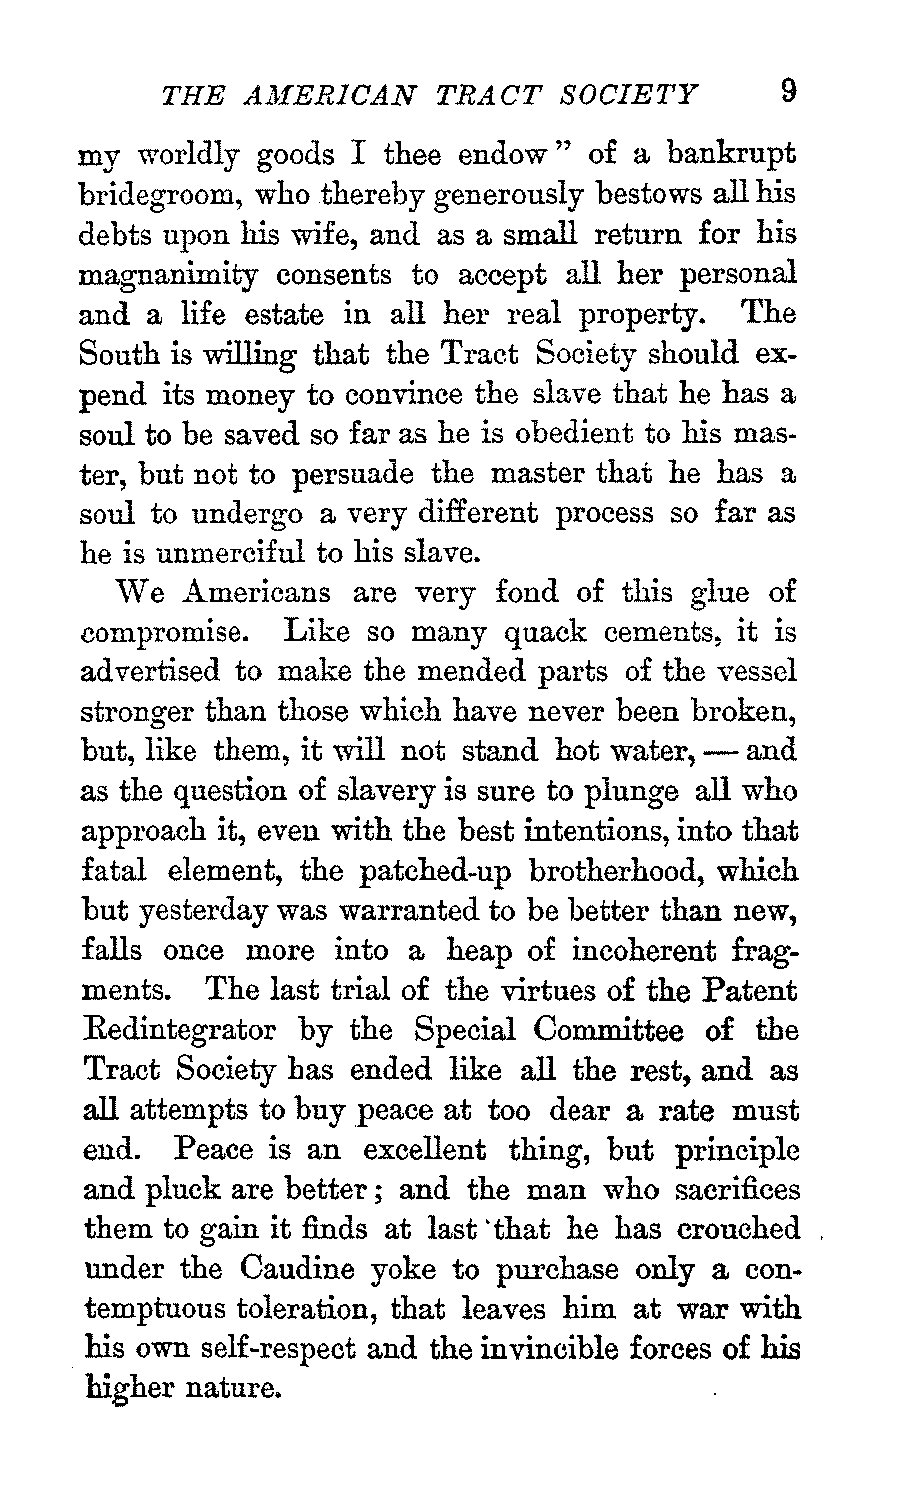 THE AMERICAN TRACT SOCIETY 9
my worldly goods I thee endow" of a bankrupt
bridegroom, who thereby generously bestows all his
debts upon his wife, and as a small return for his
magnanimity consents to accept all her personal
and a life estate in all her real property. The
South is willing that the Tract Society should ex-
pend its money to convince the slave that he has a
soul to be saved so far as he is obedient to his mas-
ter, but not to persuade the master that he has a
soul to undergo a very different process so far as
he is unmerciful to his slave.
We Americans are very fond of this glue of
compromise. Like so many quack cements, it is
advertised to make the mended parts of the vessel
stronger than those which have never been broken,
but, like them, it will not stand hot water, — and
as the question of slavery is sure to plunge all who
approach it, even with the best intentions, into that
fatal element, the patched-up brotherhood, which
but yesterday was warranted to be better than new,
falls once more into a heap of incoherent frag-
ments. The last trial of the virtues of the Patent
Redintegrator by the Special Committee of the
Tract Society has ended like all the rest, and as
all attempts to buy peace at too dear a rate must
end. Peace is an excellent thing, but principle
and pluck are better; and the man who sacrifices
them to gain it finds at last that he has crouched
under the Caudine yoke to purchase only a con-
temptuous toleration, that leaves him at war with
his own self-respect and the invincible forces of his
higher nature.